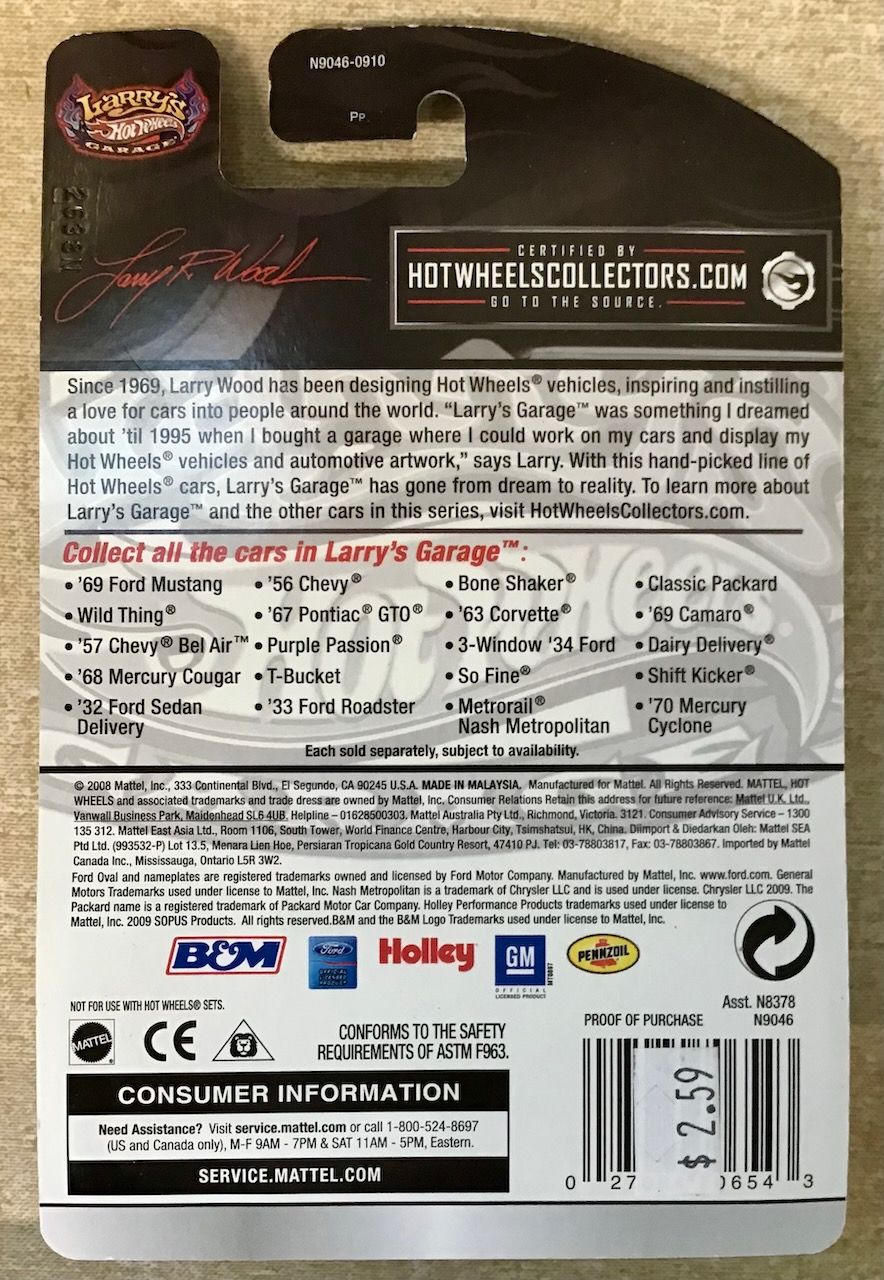 N9046-0910
Pp
LARRY'S
Hot Wheels
GARAGE
2633N
Larry R Wood
CERTIFIED BY
HOTWHEELSCOLLECTORS.COM
GO TO THE SOURCE.
Since 1969, Larry Wood has been designing Hot Wheels® vehicles, inspiring and instilling
a love for cars into people around the world. “Larry's Garage™ was something I dreamed
about 'til 1995 when I bought a garage where I could work on my cars and display my
Hot Wheels® vehicles and automotive artwork,” says Larry. With this hand-picked line of
Hot Wheels® cars, Larry's Garage™ has gone from dream to reality. To learn more about
Larry's Garage™ and the other cars in this series, visit HotWheelsCollectors.com.
Collect all the cars in Larry's Garage™:
• '69 Ford Mustang • '56 Chevy® • Bone Shaker® • Classic Packard
• Wild Thing® • '67 Pontiac® GTO® • '63 Corvette® • '69 Camaro®
• '57 Chevy® Bel Air™ • Purple Passion® • 3-Window '34 Ford • Dairy Delivery®
• '68 Mercury Cougar • T-Bucket • So Fine® • Shift Kicker®
• '32 Ford Sedan • '33 Ford Roadster • Metrorail® • '70 Mercury
Delivery Nash Metropolitan Cyclone
Each sold separately, subject to availability.
© 2008 Mattel, Inc., 333 Continental Blvd., El Segundo, CA 90245 U.S.A. MADE IN MALAYSIA. Manufactured for Mattel. All Rights Reserved. MATTEL, HOT
WHEELS and associated trademarks and trade dress are owned by Mattel, Inc. Consumer Relations Retain this address for future reference: Mattel U.K. Ltd.,
Vanwall Business Park, Maidenhead SL6 4UB. Helpline – 01628500303. Mattel Australia Pty Ltd., Richmond, Victoria. 3121. Consumer Advisory Service – 1300
135 312. Mattel East Asia Ltd., Room 1106, South Tower, World Finance Centre, Harbour City, Tsimshatsui, HK, China. Diimport & Diedarkan Oleh: Mattel SEA
Ptd Ltd. (993532-P) Lot 13.5, Menara Lien Hoe, Persiaran Tropicana Gold Country Resort, 47410 PJ. Tel: 03-78803817, Fax: 03-78803867. Imported by Mattel
Canada Inc., Mississauga, Ontario L5R 3W2.
Ford Oval and nameplates are registered trademarks owned and licensed by Ford Motor Company. Manufactured by Mattel, Inc. www.ford.com. General
Motors Trademarks used under license to Mattel, Inc. Nash Metropolitan is a trademark of Chrysler LLC and is used under license. Chrysler LLC 2009. The
Packard name is a registered trademark of Packard Motor Car Company. Holley Performance Products trademarks used under license to
Mattel, Inc. 2009 SOPUS Products. All rights reserved.B&M and the B&M Logo Trademarks used under license to Mattel, Inc.
B&M
Ford
OFFICIAL
LICENSED
PRODUCT
Holley
GM
OFFICIAL
LICENSED PRODUCT
MT0807
PENNZOIL
NOT FOR USE WITH HOT WHEELS® SETS.
MATTEL
CE
CONFORMS TO THE SAFETY
REQUIREMENTS OF ASTM F963.
Asst. N8378
PROOF OF PURCHASE N9046
CONSUMER INFORMATION
Need Assistance? Visit service.mattel.com or call 1-800-524-8697
(US and Canada only), M-F 9AM - 7PM & SAT 11AM - 5PM, Eastern.
SERVICE.MATTEL.COM
$ 2.59
0 27 0654 3